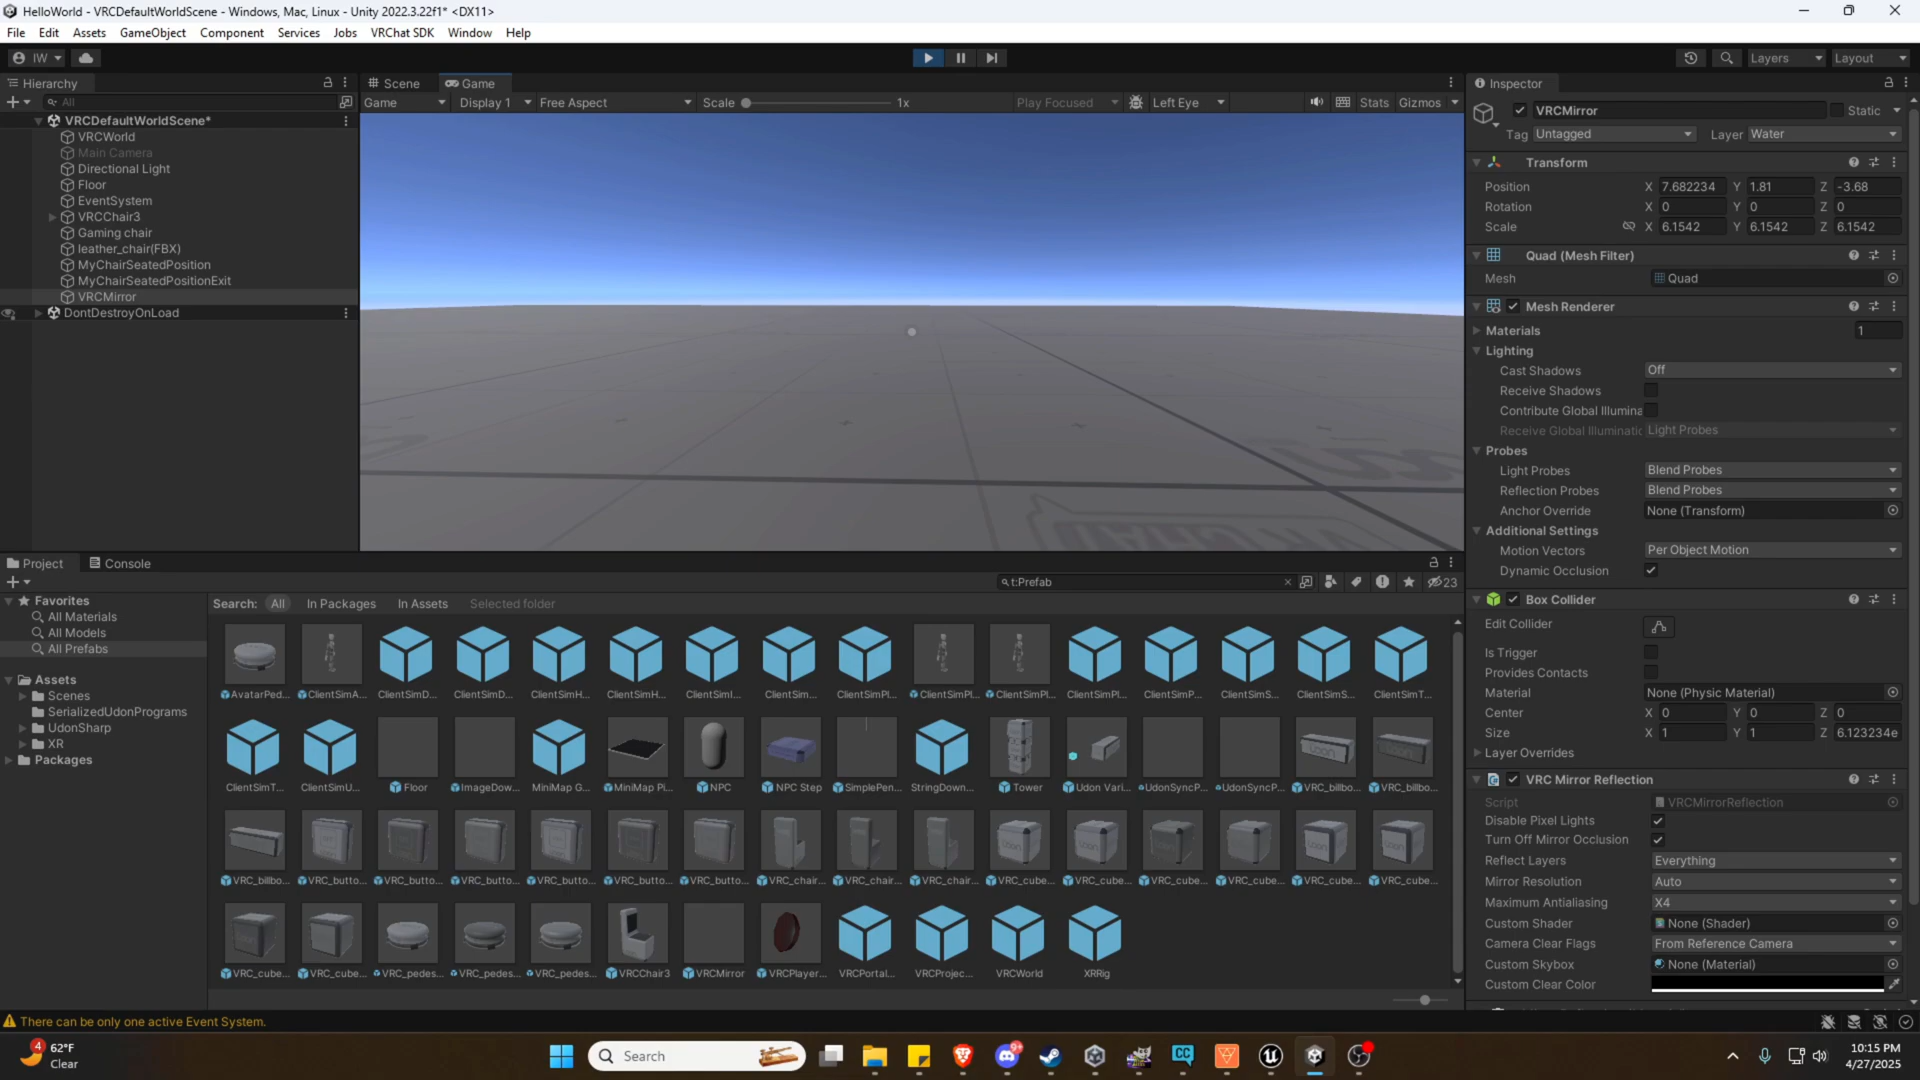 HelloWorld - VRCDefaultWorldScene - Windows, Mac, Linux - Unity 2022.3.22f1* <DX11>
File Edit Assets GameObject Component Services Jobs VRChat SDK Window Help
IW Layers Layout
Hierarchy
All
VRCDefaultWorldScene*
VRCWorld
Main Camera
Directional Light
Floor
EventSystem
VRCChair3
Gaming chair
leather_chair(FBX)
MyChairSeatedPosition
MyChairSeatedPositionExit
VRCMirror
DontDestroyOnLoad
Scene Game
Game Display 1 Free Aspect Scale 1x Play Focused Left Eye Stats Gizmos
Inspector
VRCMirror Static
Tag Untagged Layer Water
Transform
Position X 7.682234 Y 1.81 Z -3.68
Rotation X 0 Y 0 Z 0
Scale X 6.1542 Y 6.1542 Z 6.1542
Quad (Mesh Filter)
Mesh Quad
Mesh Renderer
Materials 1
Lighting
Cast Shadows Off
Receive Shadows
Contribute Global Illumina
Receive Global Illuminatic Light Probes
Probes
Light Probes Blend Probes
Reflection Probes Blend Probes
Anchor Override None (Transform)
Additional Settings
Motion Vectors Per Object Motion
Dynamic Occlusion
Box Collider
Edit Collider
Is Trigger
Provides Contacts
Material None (Physic Material)
Center X 0 Y 0 Z 0
Size X 1 Y 1 Z 6.123234e
Layer Overrides
VRC Mirror Reflection
Script VRCMirrorReflection
Disable Pixel Lights
Turn Off Mirror Occlusion
Reflect Layers Everything
Mirror Resolution Auto
Maximum Antialiasing X4
Custom Shader None (Shader)
Camera Clear Flags From Reference Camera
Custom Skybox None (Material)
Custom Clear Color
Project Console
t:Prefab 23
Favorites
All Materials
All Models
All Prefabs
Assets
Scenes
SerializedUdonPrograms
UdonSharp
XR
Packages
Search: All In Packages In Assets Selected folder
AvatarPed... ClientSimA... ClientSimD... ClientSimD... ClientSimH... ClientSimH... ClientSimI... ClientSim... ClientSimPl... ClientSimPl... ClientSimPl... ClientSimPl... ClientSimP... ClientSimS... ClientSimS... ClientSimT...
ClientSimT... ClientSimU... Floor ImageDow... MiniMap G... MiniMap Pi... NPC NPC Step SimplePen... StringDown... Tower Udon Vari... UdonSyncP... UdonSyncP... VRC_billbo... VRC_billbo...
VRC_billbo... VRC_butto... VRC_butto... VRC_butto... VRC_butto... VRC_butto... VRC_butto... VRC_chair... VRC_chair... VRC_chair... VRC_cube... VRC_cube... VRC_cube... VRC_cube... VRC_cube... VRC_cube...
VRC_cube... VRC_cube... VRC_pedes... VRC_pedes... VRC_pedes... VRCChair3 VRCMirror VRCPlayer... VRCPortal... VRCProjec... VRCWorld XRRig
There can be only one active Event System.
4 62°F
Clear
Search
9+
CC
10:15 PM
4/27/2025